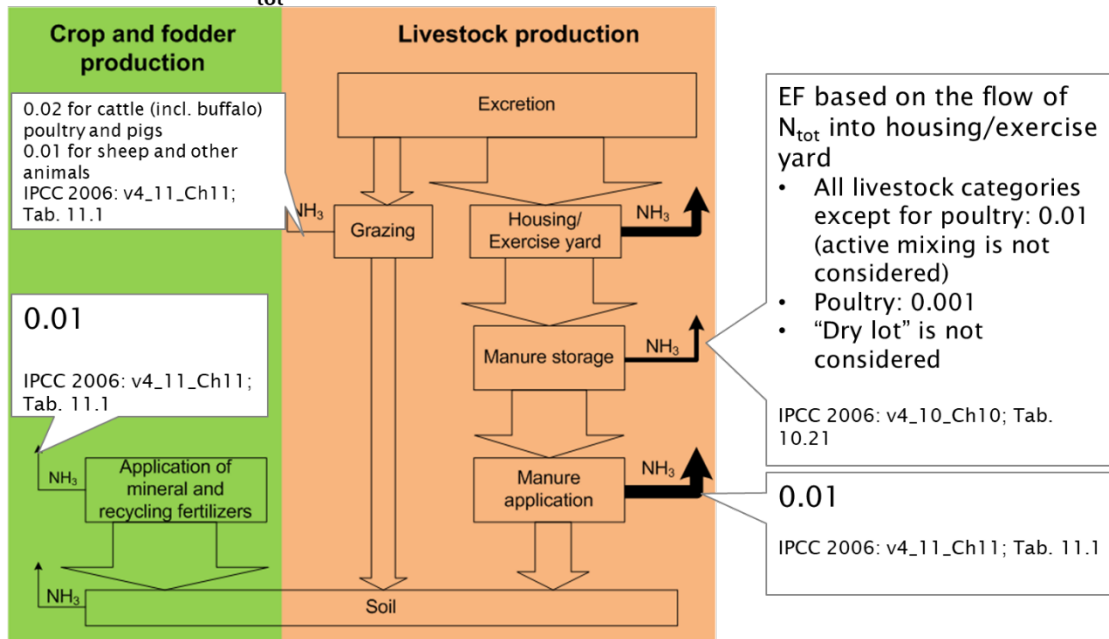 tot
Crop and fodder
production
Livestock production
0.02 for cattle (incl. buffalo)
poultry and pigs
0.01 for sheep and other
animals
IPCC 2006: v4_11_Ch11;
Tab. 11.1
Excretion
NH3
Grazing
Housing/
Exercise yard
NH3
EF based on the flow of
Ntot into housing/exercise
yard
• All livestock categories
except for poultry: 0.01
(active mixing is not
considered)
• Poultry: 0.001
• “Dry lot” is not
considered
IPCC 2006: v4_10_Ch10; Tab.
10.21
0.01
IPCC 2006: v4_11_Ch11;
Tab. 11.1
Manure storage
NH3
NH3
Application of
mineral and
recycling fertilizers
Manure
application
NH3
0.01
IPCC 2006: v4_11_Ch11; Tab. 11.1
NH3
Soil